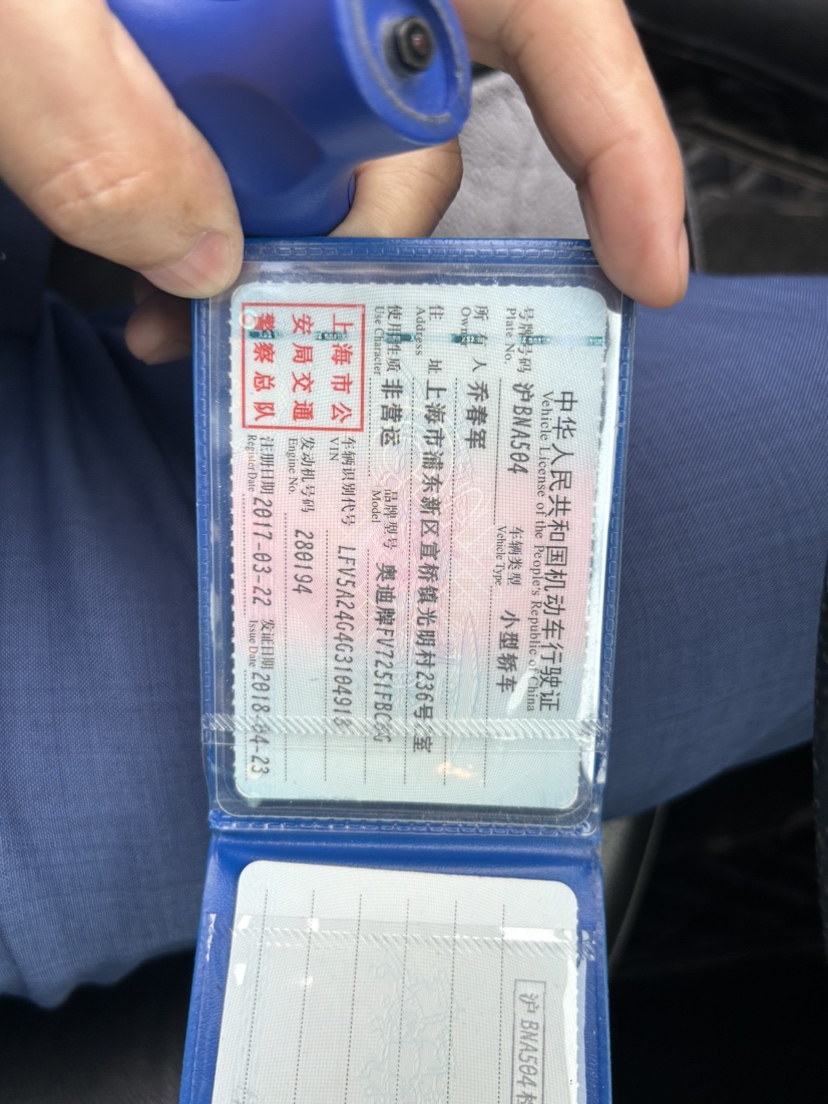 中华人民共和国机动车行驶证
Vehicle License of the People's Republic of China
号牌号码 沪BNA504 车辆类型 小型轿车
Plate No. Vehicle Type
所有人 乔春军
Owner
住址 上海市浦东新区宣桥镇光明村236号 室
Address
使用性质 非营运 品牌型号 奥迪牌FV7251FBCGG
Use Character Model
上海市公
安局交通
警察总队
车辆识别代号 LFV5A24G4G3104918
VIN
发动机号码 280194
Engine No.
注册日期 2017-03-22 发证日期 2018-04-23
Register Date Issue Date
沪BNA504